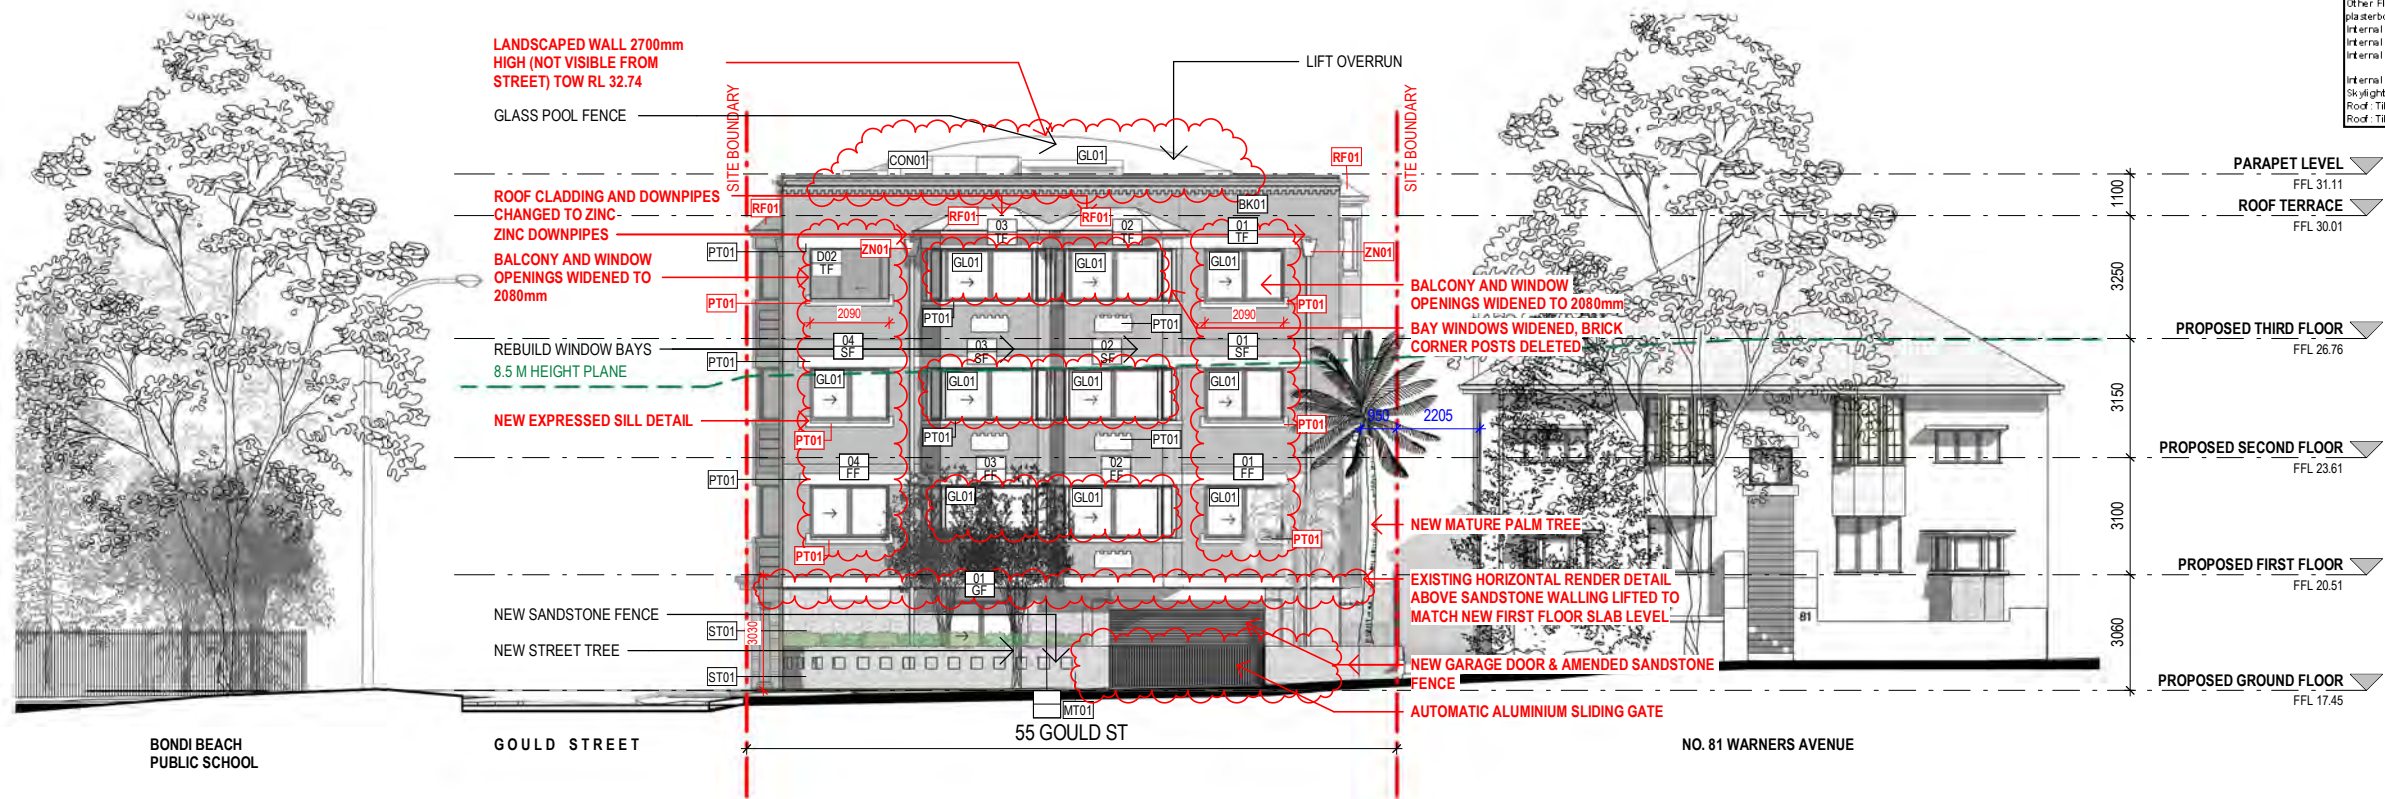 LANDSCAPED WALL 2700mm
HIGH (NOT VISIBLE FROM
STREET) TOW RL 32.74
GLASS POOL FENCE
ROOF CLADDING AND DOWNPIPES
CHANGED TO ZINC
ZINC DOWNPIPES
BALCONY AND WINDOW
OPENINGS WIDENED TO
2080mm
REBUILD WINDOW BAYS
8.5 M HEIGHT PLANE
NEW EXPRESSED SILL DETAIL
NEW SANDSTONE FENCE
NEW STREET TREE
SITE BOUNDARY
LIFT OVERRUN
SITE BOUNDARY
CON01
GL01
RF01
RF01
RF01
RF01
BK01
03
TF
02
TF
01
TF
PT01
D02
TF
ZN01
GL01
GL01
GL01
ZN01
PT01
PT01
2090
PT01
PT01
2090
04
SF
03
SF
02
SF
01
SF
PT01
GL01
GL01
GL01
GL01
PT01
PT01
PT01
PT01
04
FF
03
FF
02
FF
01
FF
PT01
GL01
GL01
GL01
PT01
PT01
01
GF
ST01
3030
ST01
MT01
55 GOULD ST
BALCONY AND WINDOW
OPENINGS WIDENED TO 2080mm
BAY WINDOWS WIDENED, BRICK
CORNER POSTS DELETED
2205
NEW MATURE PALM TREE
EXISTING HORIZONTAL RENDER DETAIL
ABOVE SANDSTONE WALLING LIFTED TO
MATCH NEW FIRST FLOOR SLAB LEVEL
NEW GARAGE DOOR & AMENDED SANDSTONE
FENCE
AUTOMATIC ALUMINIUM SLIDING GATE
81
BONDI BEACH
PUBLIC SCHOOL
GOULD STREET
NO. 81 WARNERS AVENUE
Internal
Internal
Internal
Internal
Skylight
Roof: Til
Roof: Til
PARAPET LEVEL
FFL 31.11
1100
ROOF TERRACE
FFL 30.01
3250
PROPOSED THIRD FLOOR
FFL 26.76
3150
PROPOSED SECOND FLOOR
FFL 23.61
3100
PROPOSED FIRST FLOOR
FFL 20.51
3060
PROPOSED GROUND FLOOR
FFL 17.45